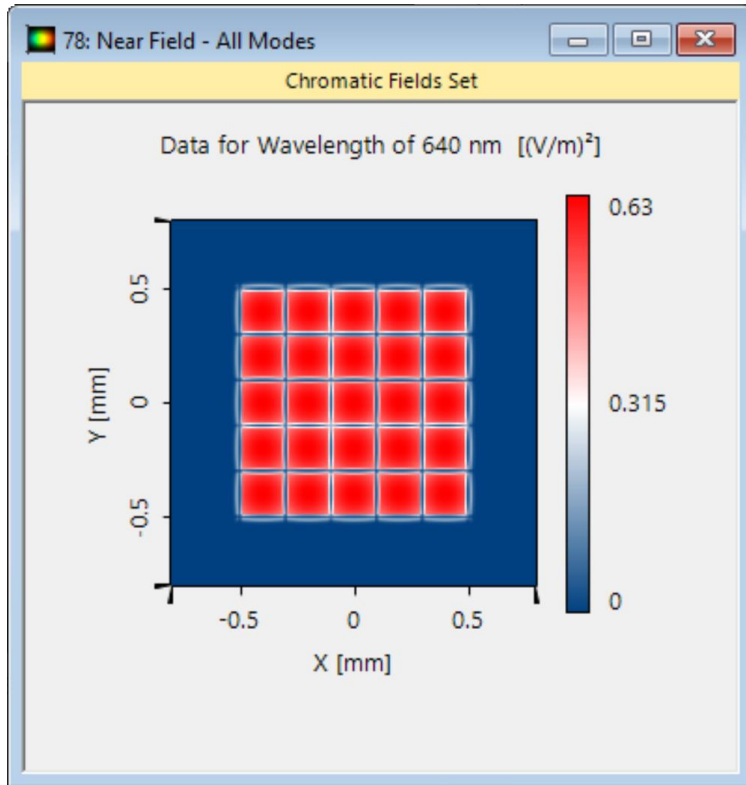 78: Near Field - All Modes
Chromatic Fields Set
Data for Wavelength of 640 nm [(V/m)²]
0.63
0.5
0.315
0
Y [mm]
-0.5
0
-0.5
0
0.5
X [mm]